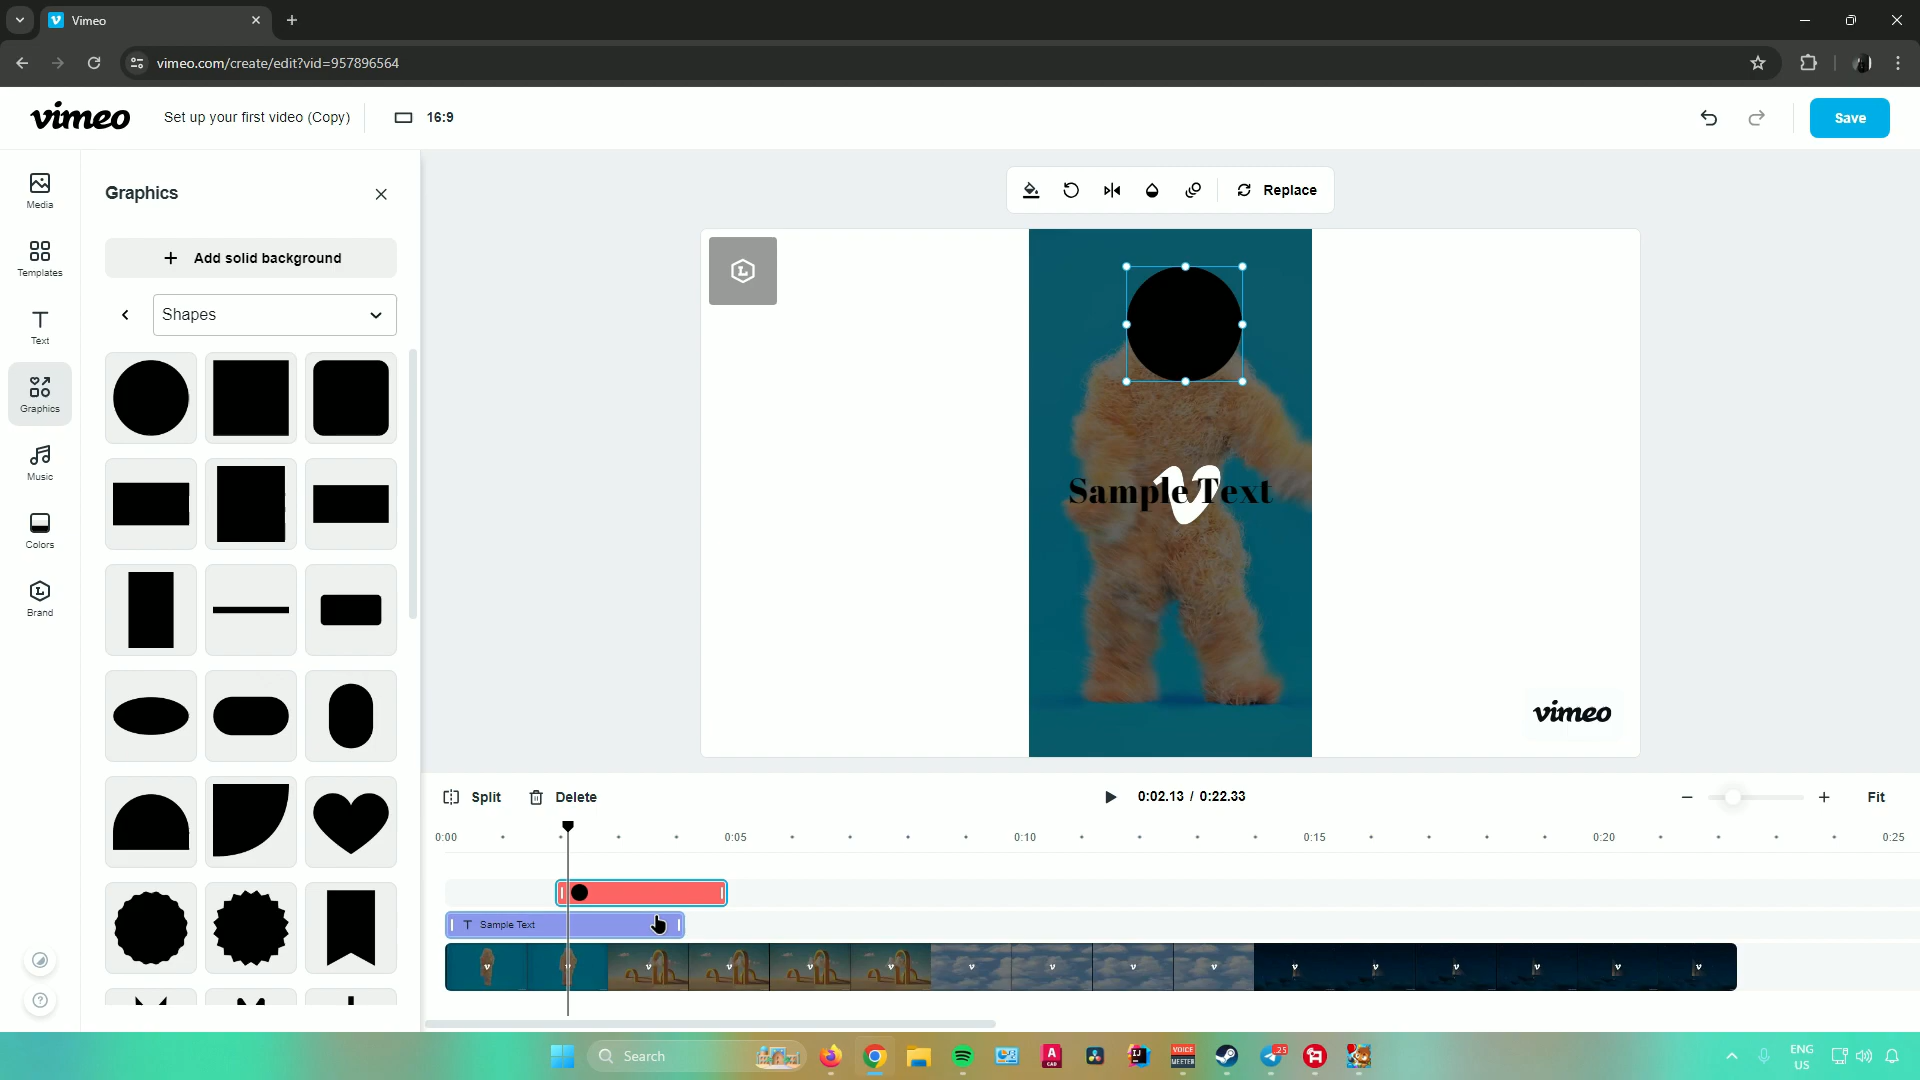 Vimeo
vimeo.com/create/edit?vid=957896564
vimeo
Set up your first video (Copy)
16:9
Save
Media
Templates
Text
Graphics
Music
Colors
Brand
Graphics
Add solid background
Shapes
Replace
Sample Text
vimeo
Split
Delete
0:02.13 / 0:22.33
Fit
0:00
0:05
0:10
0:15
0:20
0:25
T Sample Text
Search
VOICE
MEETER
25
ENG
US